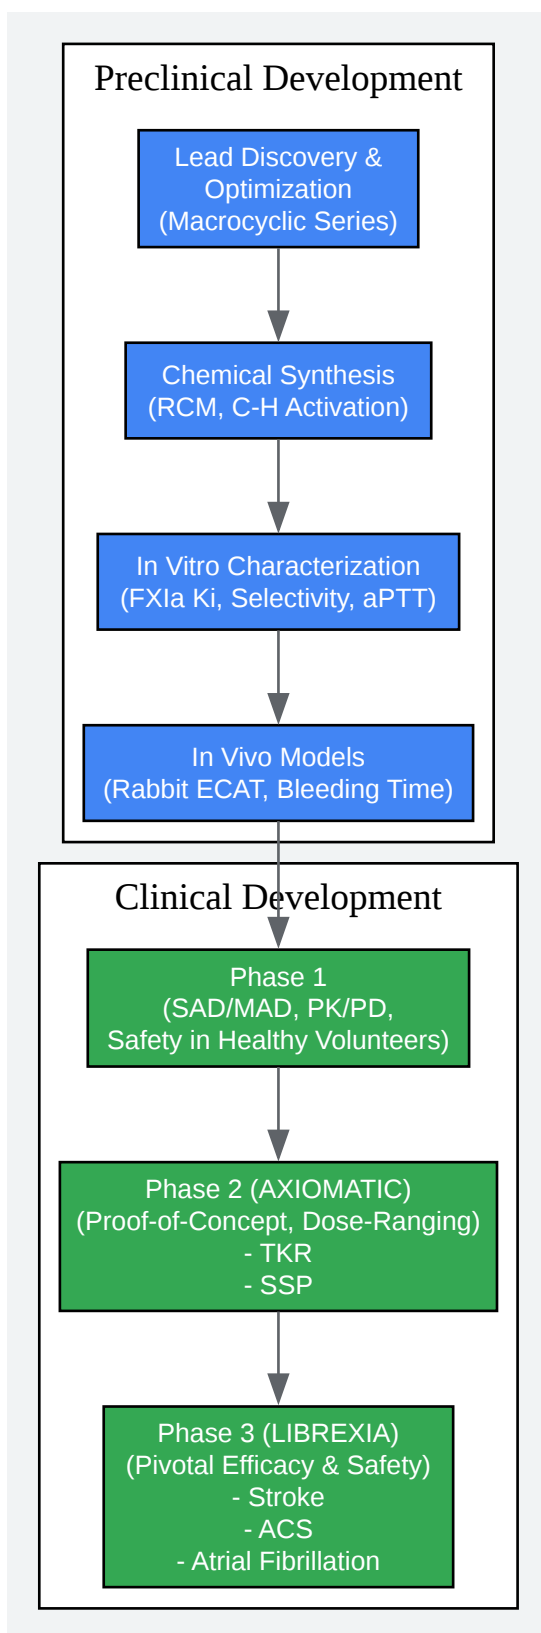 Preclinical Development
Lead Discovery &
Optimization
(Macrocyclic Series)
Chemical Synthesis
(RCM, C-H Activation)
In Vitro Characterization
(FXIa Ki, Selectivity, aPTT)
In Vivo Models
(Rabbit ECAT, Bleeding Time)
Clinical Development
Phase 1
(SAD/MAD, PK/PD,
Safety in Healthy Volunteers)
Phase 2 (AXIOMATIC)
(Proof-of-Concept, Dose-Ranging)
- TKR
- SSP
Phase 3 (LIBREXIA)
(Pivotal Efficacy & Safety)
- Stroke
- ACS
- Atrial Fibrillation